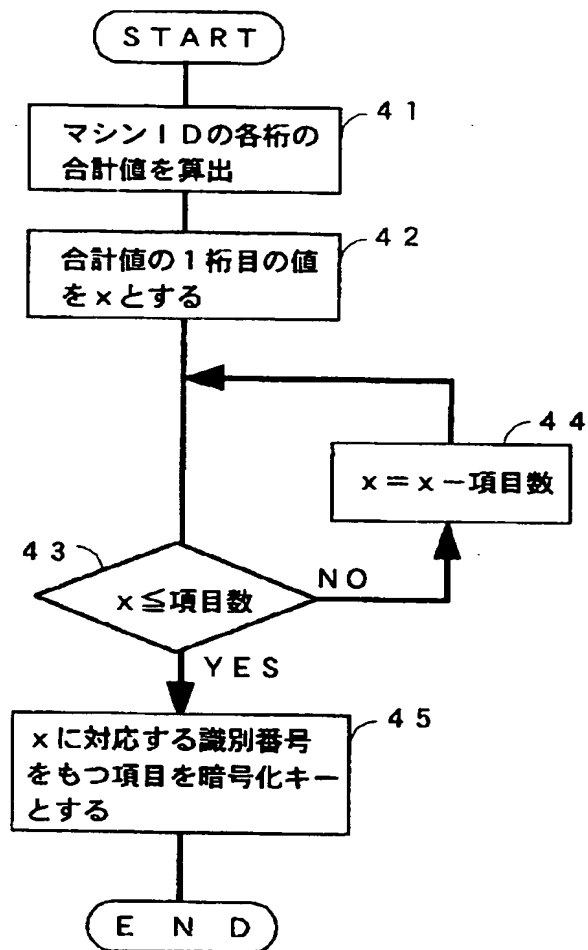 START
41
マシンIDの各桁の
合計値を算出
42
合計値の1桁目の値
をxとする
44
x=x-項目数
43
x≦項目数
NO
YES
45
xに対応する識別番号
をもつ項目を暗号化キー
とする
END